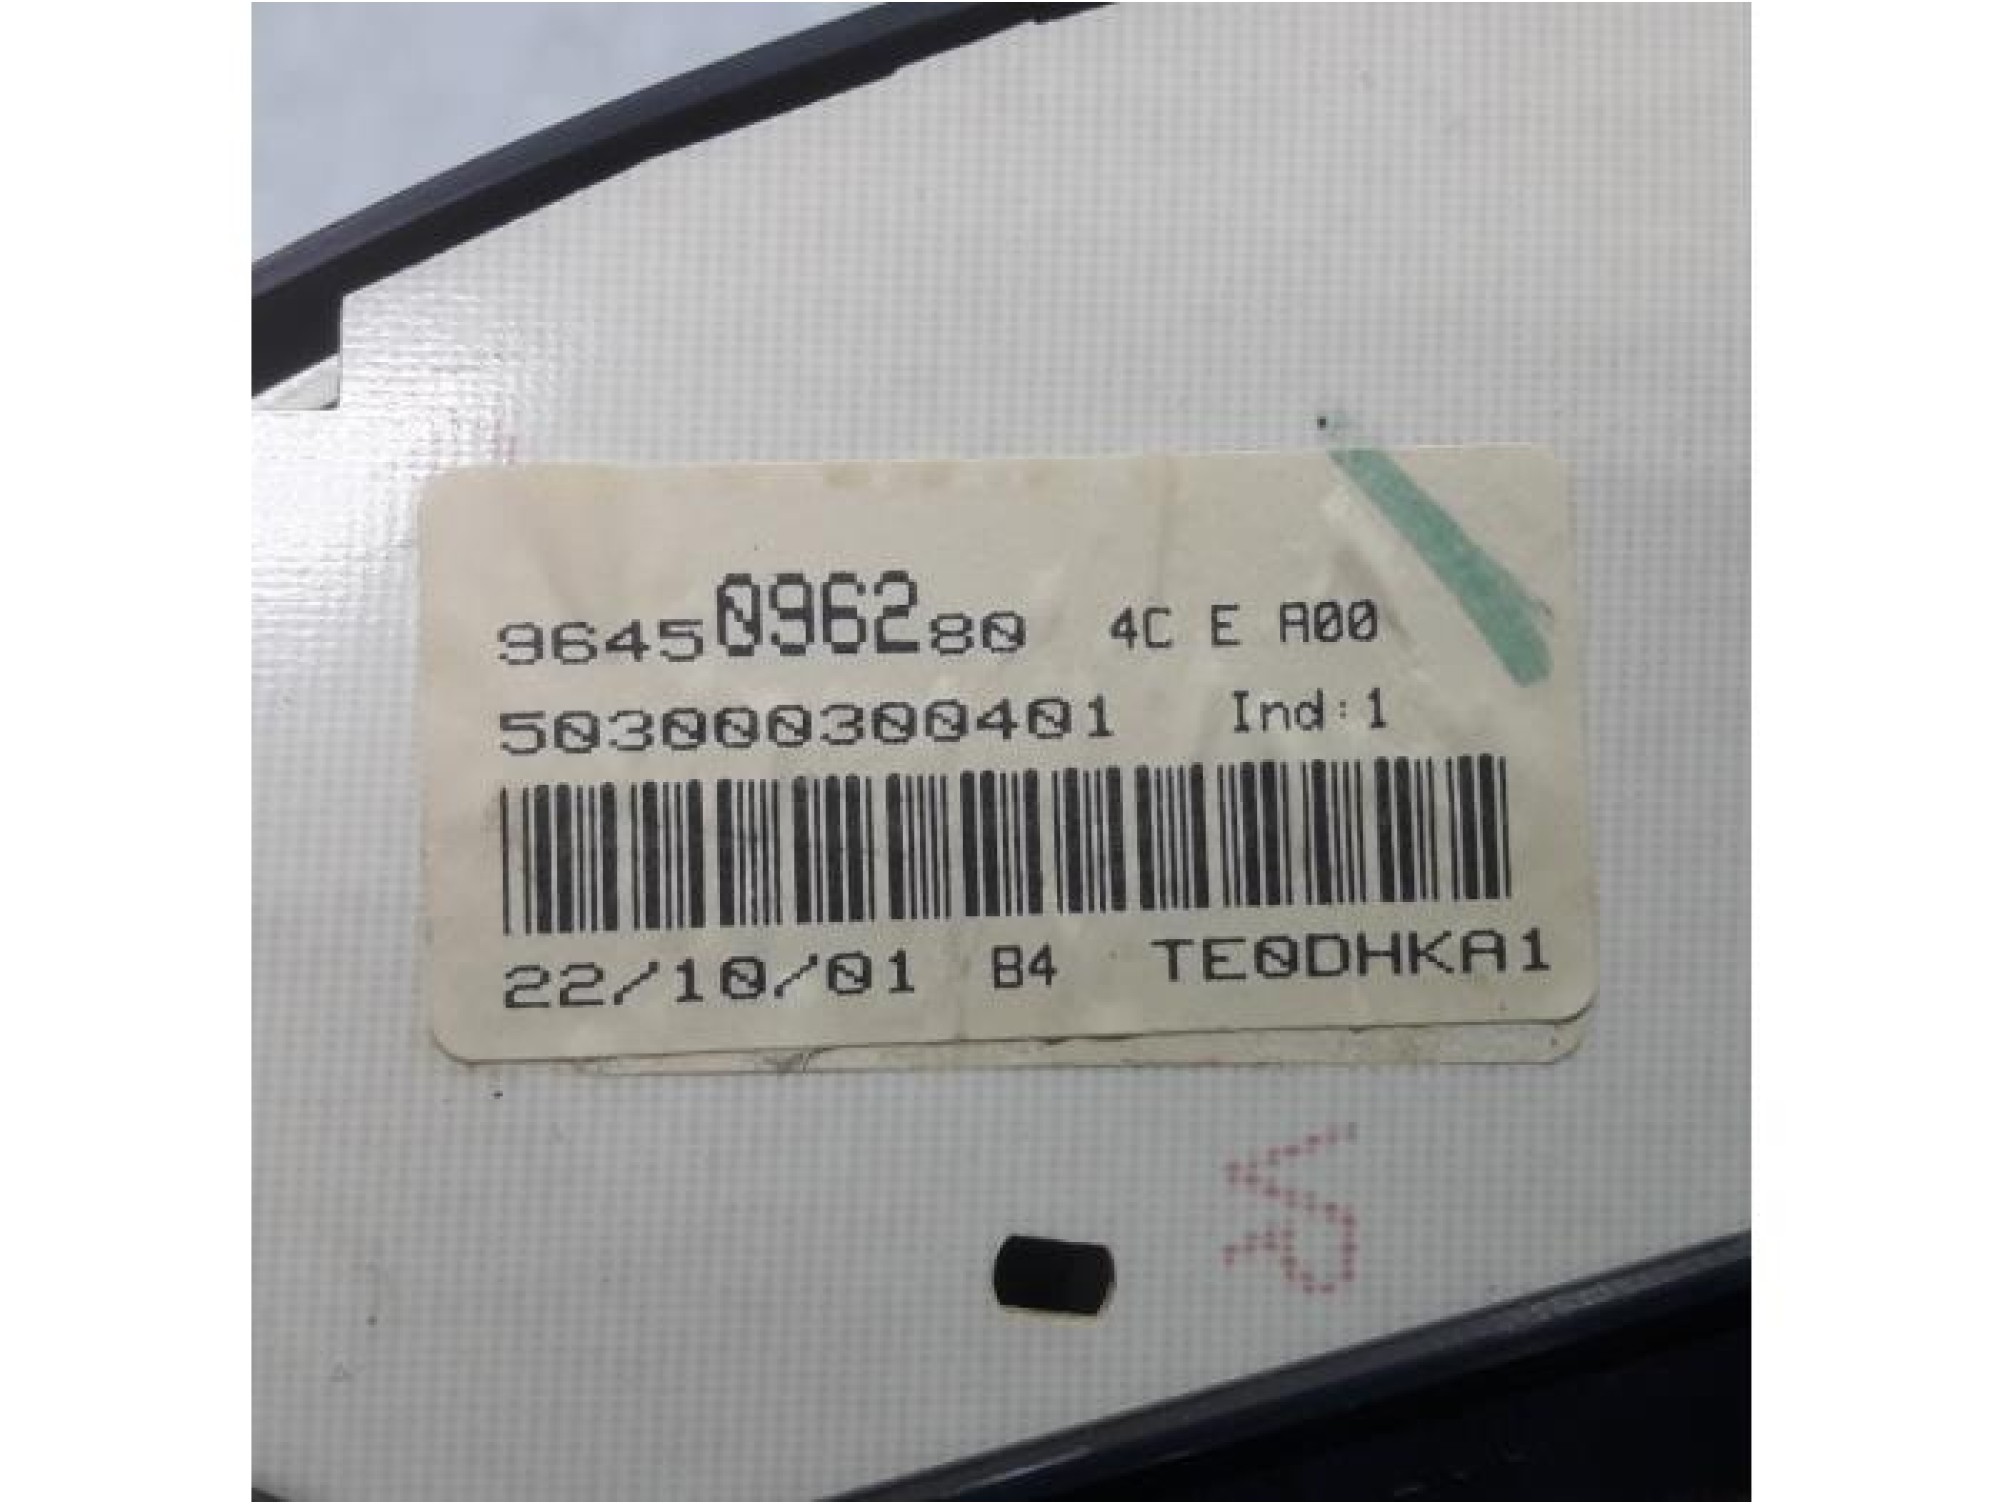 9645096280 4C E A00
503000300401 Ind:1
22/10/01 B4 TE0DHKA1